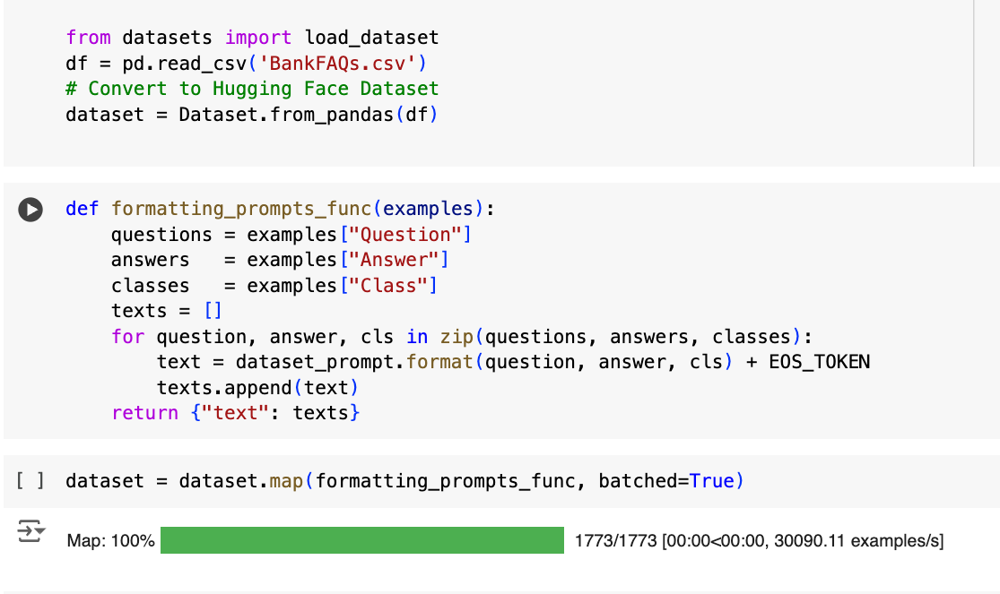 from datasets import load_dataset
df = pd.read_csv('BankFAQs.csv')
# Convert to Hugging Face Dataset
dataset = Dataset.from_pandas(df)
def formatting_prompts_func(examples):
    questions = examples["Question"]
    answers   = examples["Answer"]
    classes   = examples["Class"]
    texts = []
    for question, answer, cls in zip(questions, answers, classes):
        text = dataset_prompt.format(question, answer, cls) + EOS_TOKEN
        texts.append(text)
    return {"text": texts}
[ ] dataset = dataset.map(formatting_prompts_func, batched=True)
Map: 100% 1773/1773 [00:00<00:00, 30090.11 examples/s]